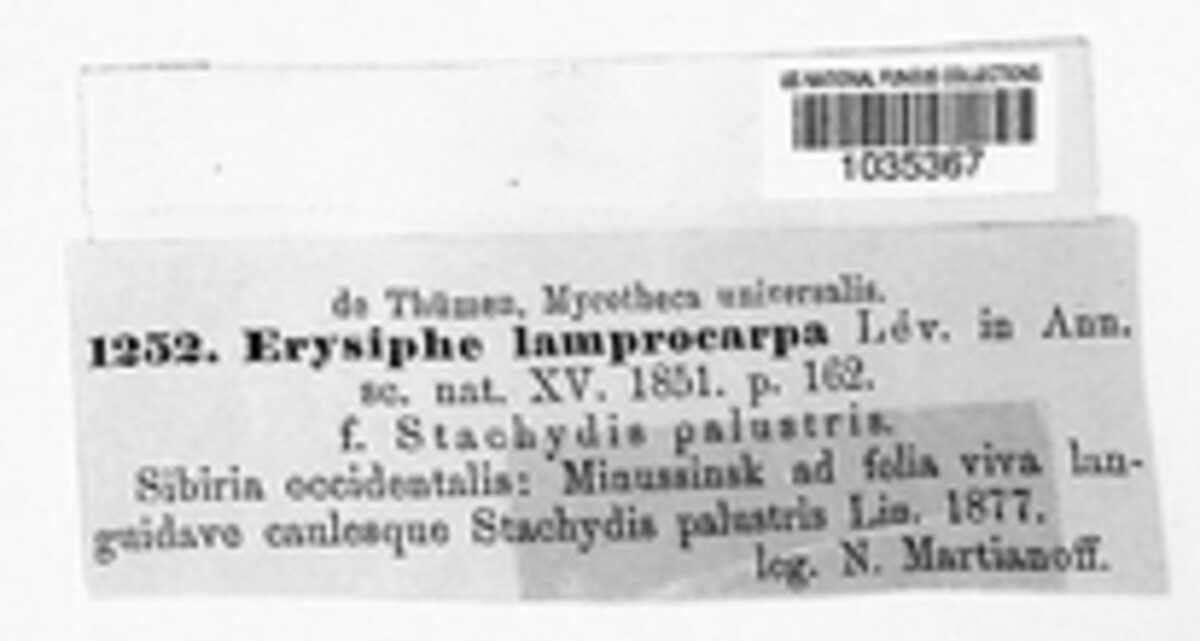 US NATIONAL FUNGUS COLLECTIONS
1035367
de Thümen, Mycotheca universalis.
1252. Erysiphe lamprocarpa Lév. in Ann.
sc. nat. XV. 1851. p. 162.
f. Stachydis palustris.
Sibiria occidentalis: Minussinsk ad folia viva lan-
guidave caulesque Stachydis palustris Lin. 1877.
leg. N. Martianoff.